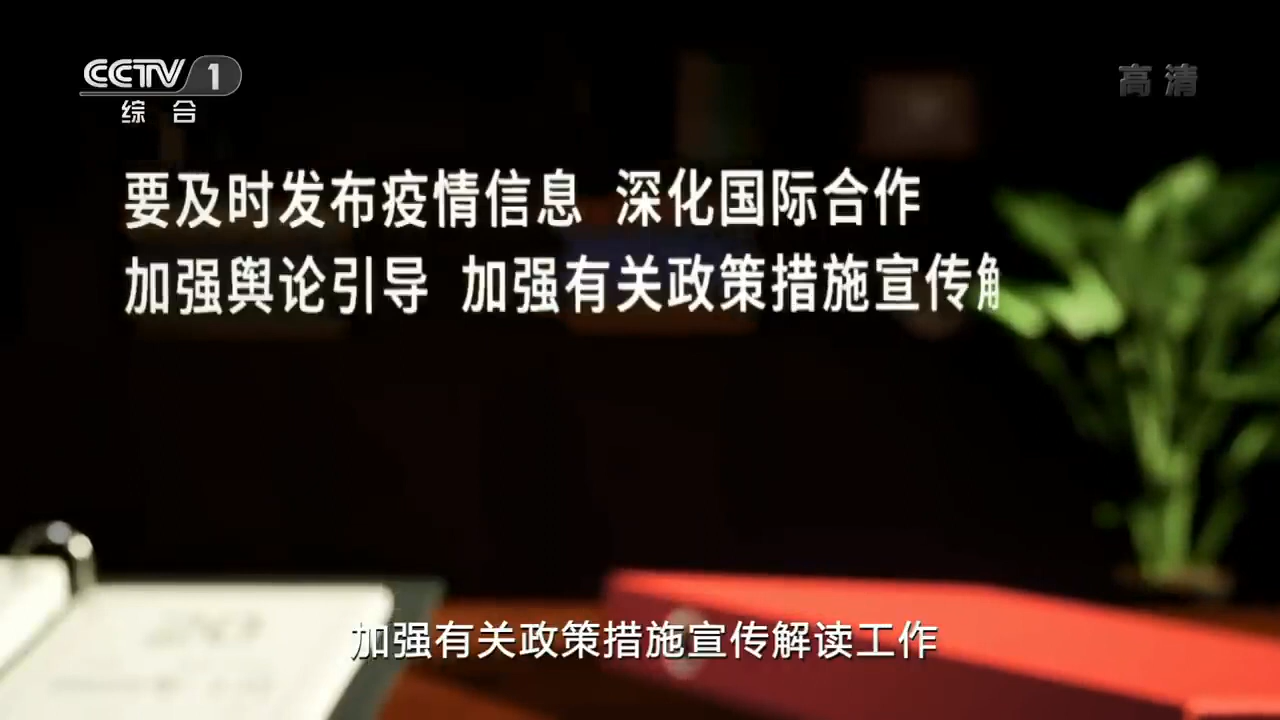 CCTV 1
综合
高清
要及时发布疫情信息 深化国际合作
加强舆论引导 加强有关政策措施宣传
加强有关政策措施宣传解读工作